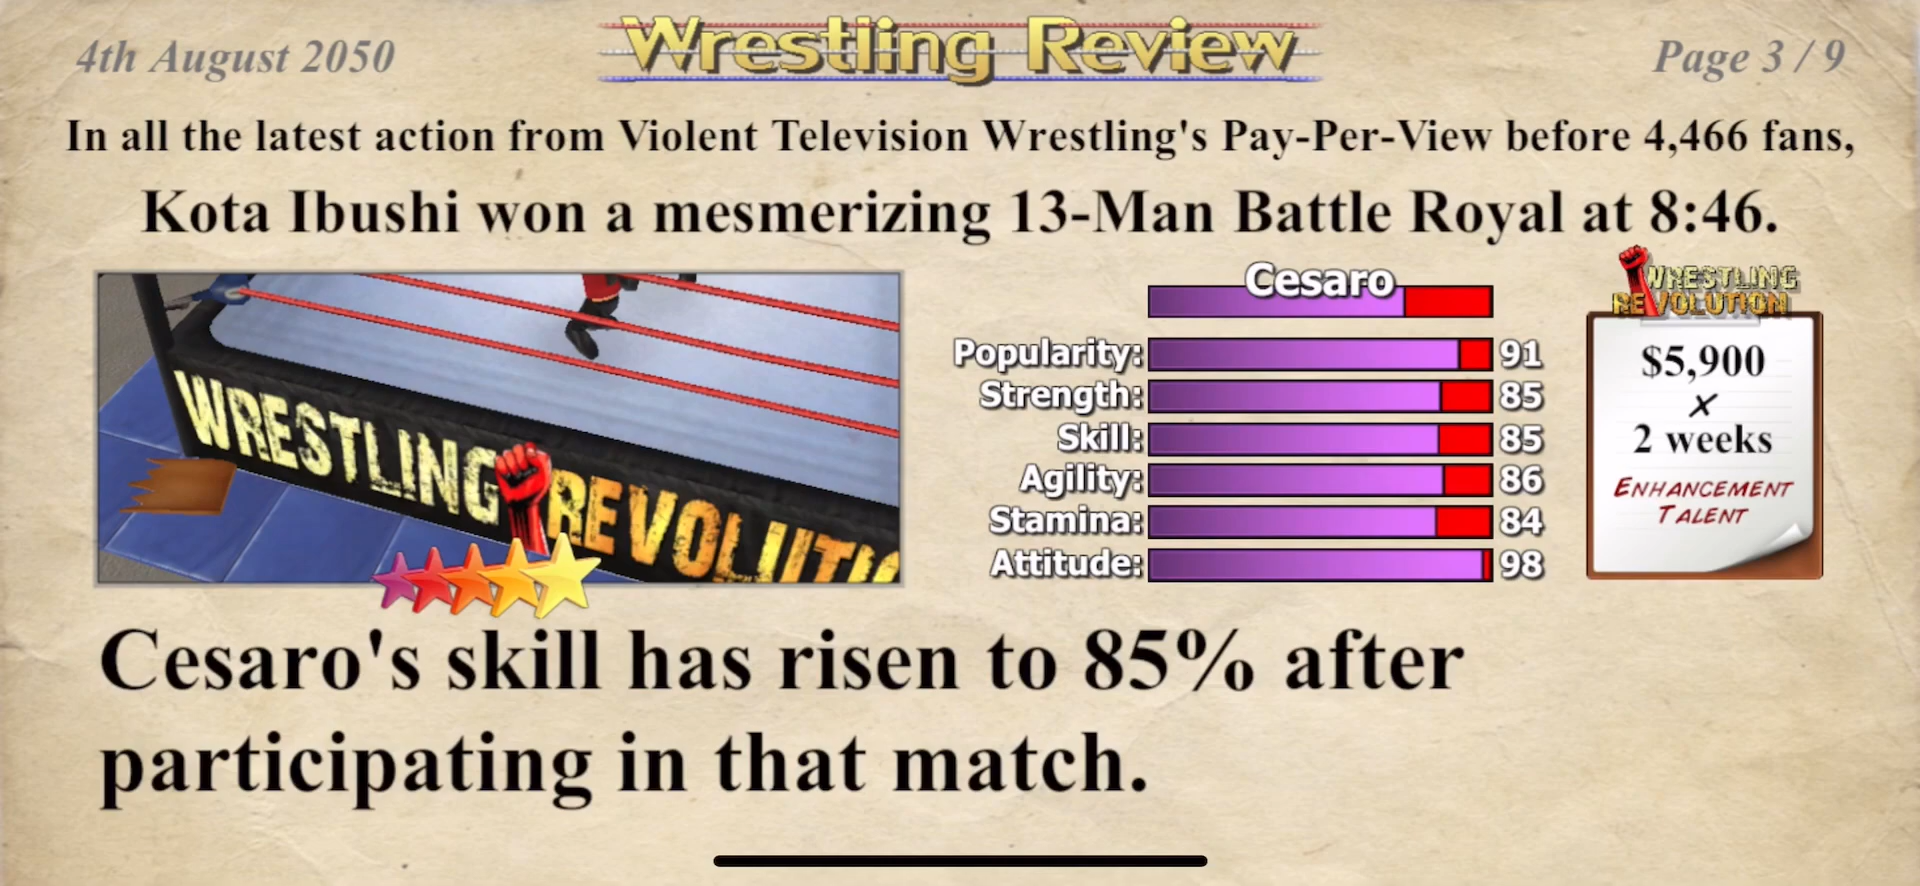 4th August 2050
Wrestling Review
Page 3 / 9
In all the latest action from Violent Television Wrestling's Pay-Per-View before 4,466 fans,
Kota Ibushi won a mesmerizing 13-Man Battle Royal at 8:46.
WRESTLING REVOLUTI
Cesaro
Popularity: 91
Strength: 85
Skill: 85
Agility: 86
Stamina: 84
Attitude: 98
WRESTLING
REVOLUTION
$5,900
x
2 weeks
ENHANCEMENT
TALENT
Cesaro's skill has risen to 85% after
participating in that match.